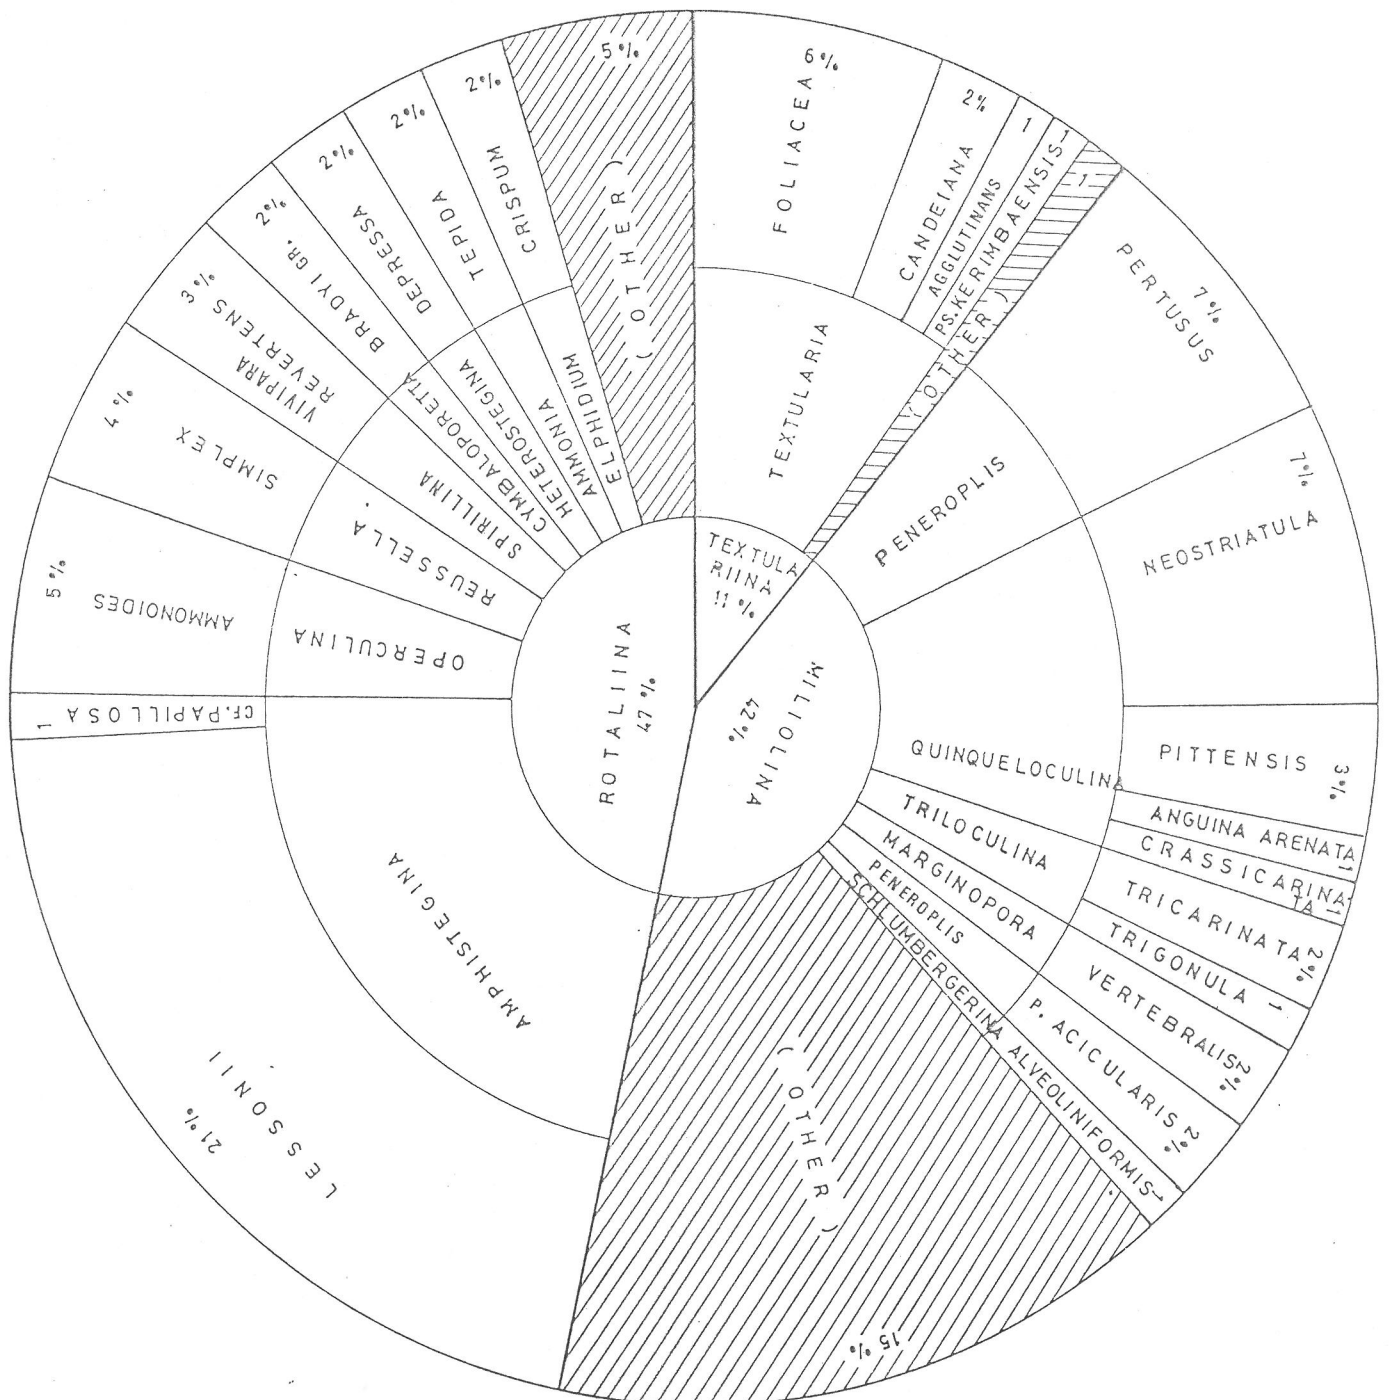 TEXTULA
RIINA
11 %
MILIOLINA
42%
ROTALIINA
47 %
TEXTULARIA
FOLIACEA
6%
CANDEIANA
2%
AGGLUTINANS
1
PS. KERIMBAENSIS
1
( OTHER )
1
PENEROPLIS
PERTUSUS
7%
QUINQUELOCULINA
NEOSTRIATULA
7%
PITTENSIS
3%
ANGUINA ARENATA
1
CRASSICARINA-
TA
1
TRILOCULINA
TRICARINATA
2%
TRIGONULA
1
MARGINOPORA
VERTEBRALIS
2%
PENEROPLIS
P. ACICULARIS
2%
SCHLUMBERGERINA ALVEOLINIFORMIS
1
( OTHER )
15 %
AMPHISTEGINA
LESSONII
21%
CF. PAPILLOSA
1
OPERCULINA
AMMONOIDES
5%
REUSSELLA
SIMPLEX
4%
SPIRILLINA
VIVIPARA
REVERTENS
3%
CYMBALOPORETTA
BRADYI GR.
2%
HETEROSTEGINA
DEPRESSA
2%
AMMONIA
TEPIDA
2%
ELPHIDIUM
CRISPUM
2%
( OTHER )
5%